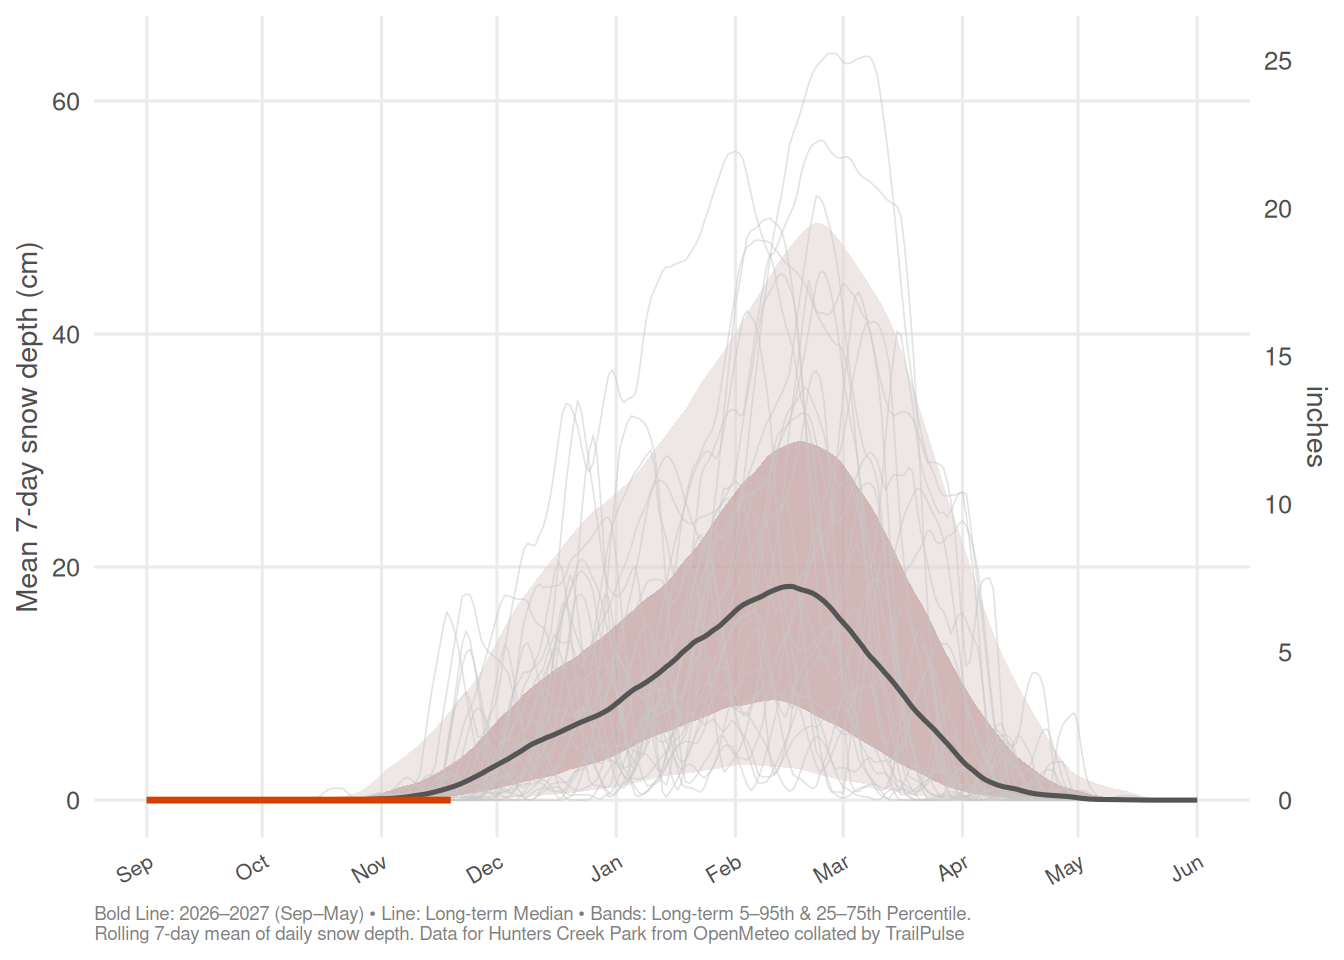 25
60
20
40
15
10
20
5
0
0
Mean 7-day snow depth (cm)
inches
Sep
Oct
Nov
Dec
Jan
Feb
Mar
Apr
May
Jun
Bold Line: 2026–2027 (Sep–May) • Line: Long-term Median • Bands: Long-term 5–95th & 25–75th Percentile.
Rolling 7-day mean of daily snow depth. Data for Hunters Creek Park from OpenMeteo collated by TrailPulse